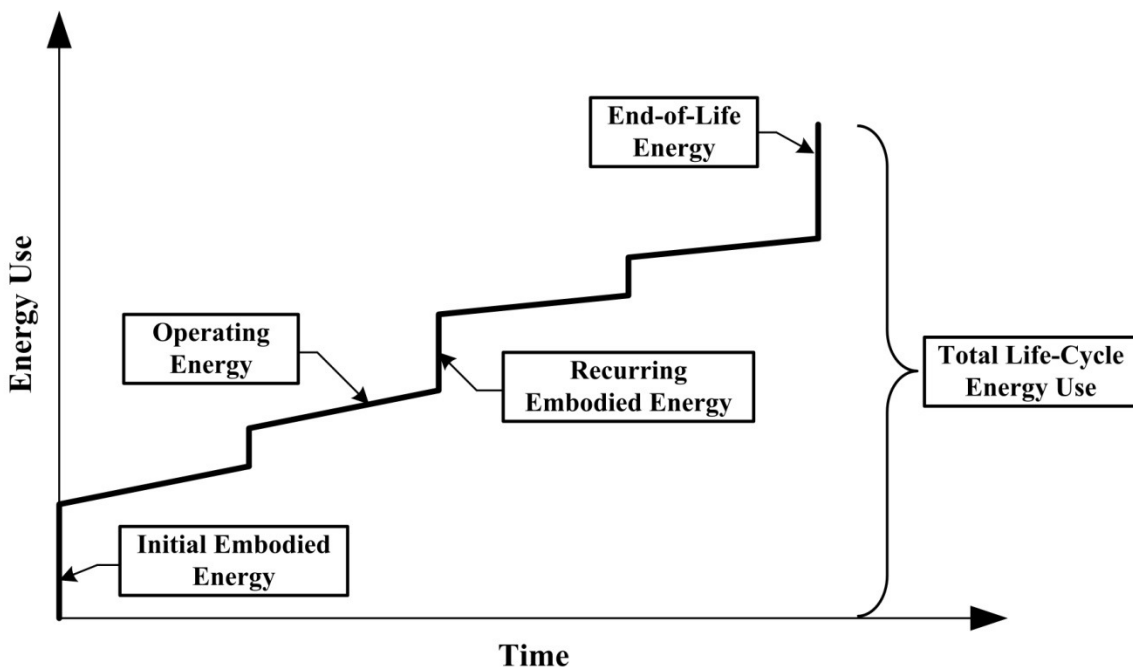 End-of-Life
Energy
Energy Use
Operating
Energy
Recurring
Embodied Energy
Total Life-Cycle
Energy Use
Initial Embodied
Energy
Time